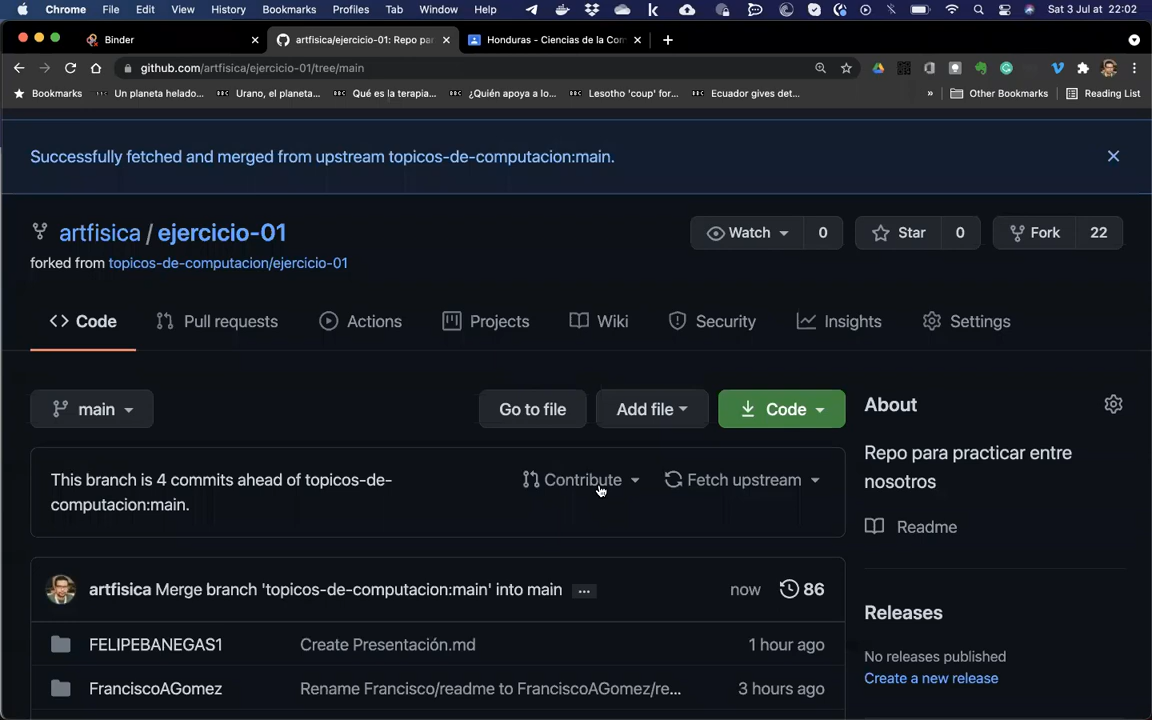 Chrome File Edit View History Bookmarks Profiles Tab Window Help Sat 3 Jul at 22:02
Binder artfisica/ejercicio-01: Repo pa Honduras - Ciencias de la Com
github.com/artfisica/ejercicio-01/tree/main
Bookmarks Un planeta helado... Urano, el planeta... Qué es la terapia... ¿Quién apoya a lo... Lesotho 'coup' for... Ecuador gives det... » Other Bookmarks Reading List
Successfully fetched and merged from upstream topicos-de-computacion:main.
artfisica / ejercicio-01 Watch 0 Star 0 Fork 22
forked from topicos-de-computacion/ejercicio-01
Code Pull requests Actions Projects Wiki Security Insights Settings
main Go to file Add file Code About
This branch is 4 commits ahead of topicos-de-
computacion:main.
Contribute Fetch upstream
Repo para practicar entre
nosotros
Readme
artfisica Merge branch 'topicos-de-computacion:main' into main ... now 86
FELIPEBANEGAS1 Create Presentación.md 1 hour ago
FranciscoAGomez Rename Francisco/readme to FranciscoAGomez/re... 3 hours ago
Releases
No releases published
Create a new release